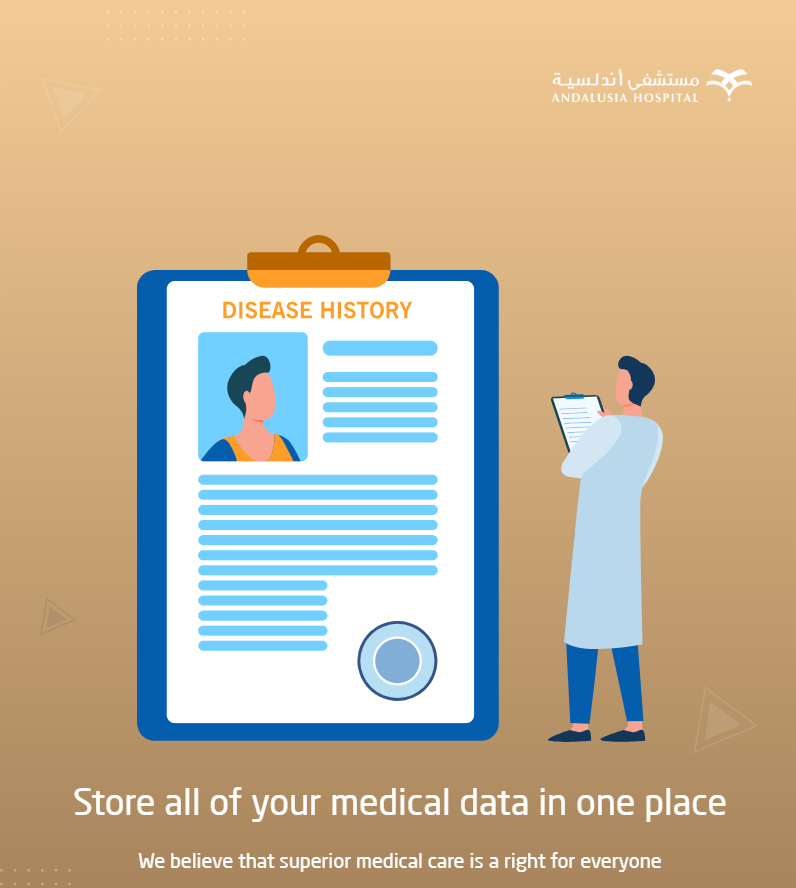 مستشفى أندلسية
ANDALUSIA HOSPITAL
DISEASE HISTORY
Store all of your medical data in one place
We believe that superior medical care is a right for everyone